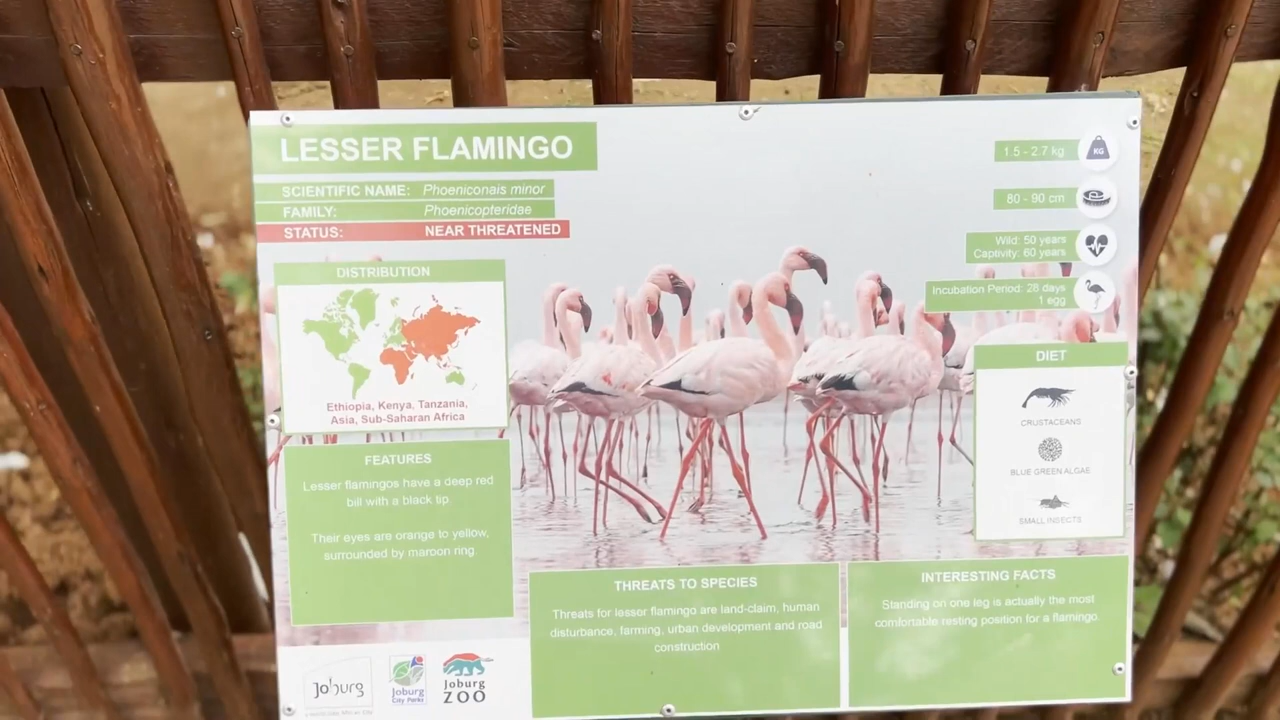 LESSER FLAMINGO
SCIENTIFIC NAME: Phoeniconais minor
FAMILY: Phoenicopteridae
STATUS: NEAR THREATENED
DISTRIBUTION
Ethiopia, Kenya, Tanzania,
Asia, Sub-Saharan Africa
FEATURES
Lesser flamingos have a deep red
bill with a black tip
Their eyes are orange to yellow,
surrounded by maroon ring
1.5 - 2.7 kg
KG
80 - 90 cm
Wild: 50 years
Captivity: 60 years
Incubation Period: 28 days
1 egg
DIET
CRUSTACEANS
BLUE GREEN ALGAE
SMALL INSECTS
THREATS TO SPECIES
Threats for lesser flamingo are land-claim, human
disturbance, farming, urban development and road
construction
INTERESTING FACTS
Standing on one leg is actually the most
comfortable resting position for a flamingo.
Joburg
Joburg
City Parks
Joburg
ZOO